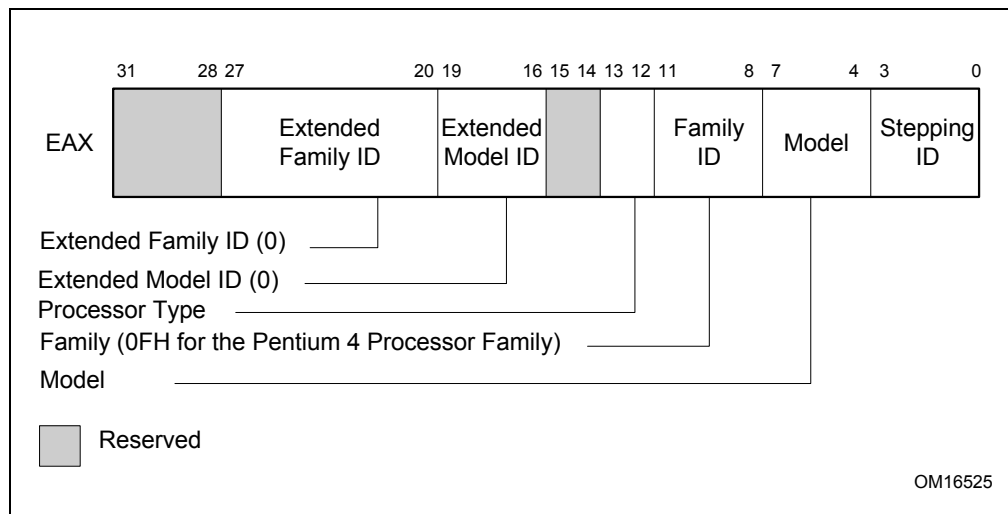 31 28 27 20 19 16 15 14 13 12 11 8 7 4 3 0
EAX
Extended Family ID
Extended Model ID
Family ID
Model
Stepping ID
Extended Family ID (0)
Extended Model ID (0)
Processor Type
Family (0FH for the Pentium 4 Processor Family)
Model
Reserved
OM16525